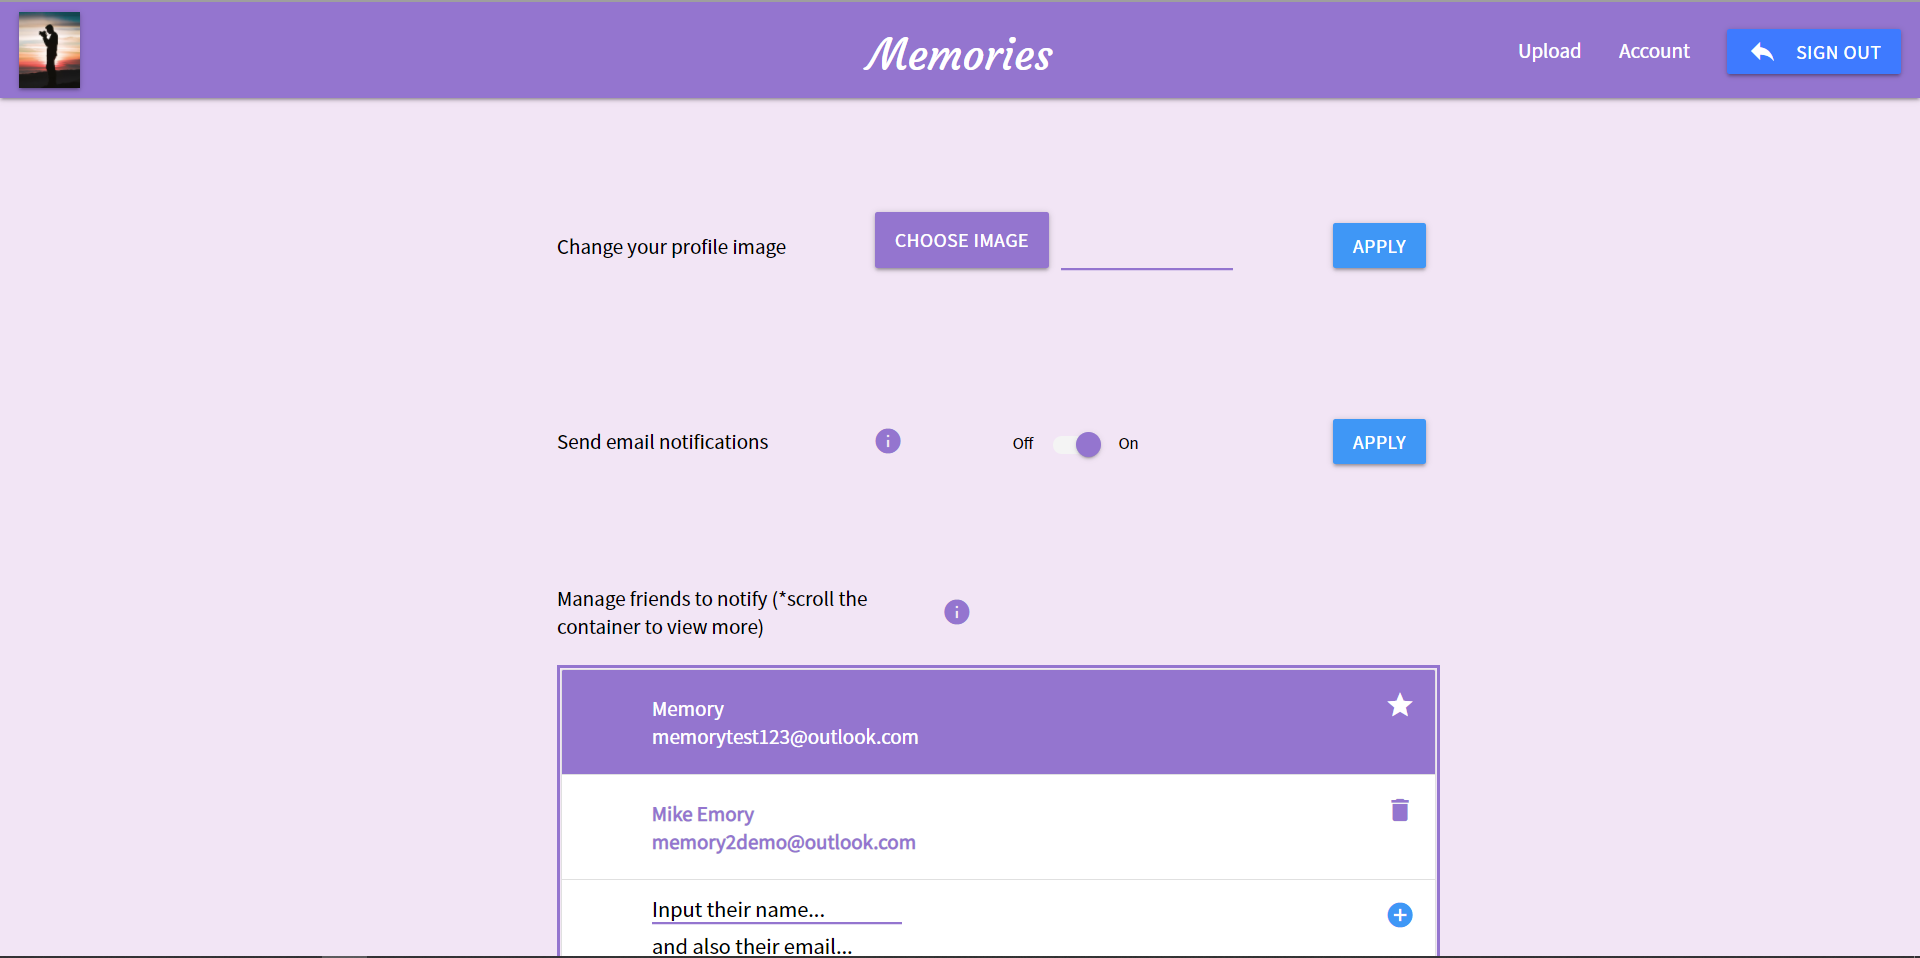 Memories
Upload
Account
SIGN OUT
Change your profile image
CHOOSE IMAGE
APPLY
Send email notifications
Off
On
APPLY
Manage friends to notify (*scroll the
container to view more)
Memory
memorytest123@outlook.com
Mike Emory
memory2demo@outlook.com
Input their name...
and also their email...